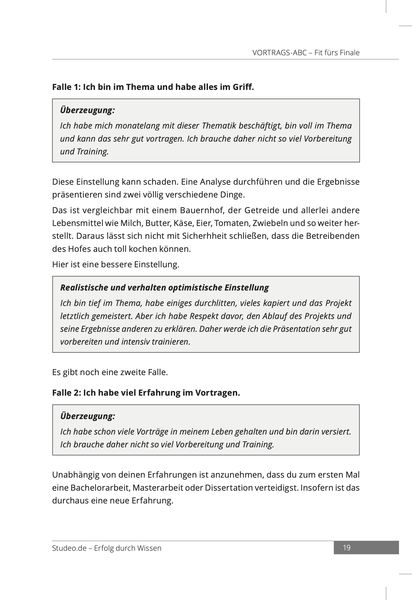 VORTRAGS-ABC – Fit fürs Finale
Falle 1: Ich bin im Thema und habe alles im Griff.
Überzeugung:
Ich habe mich monatelang mit dieser Thematik beschäftigt, bin voll im Thema
und kann das sehr gut vortragen. Ich brauche daher nicht so viel Vorbereitung
und Training.
Diese Einstellung kann schaden. Eine Analyse durchführen und die Ergebnisse
präsentieren sind zwei völlig verschiedene Dinge.
Das ist vergleichbar mit einem Bauernhof, der Getreide und allerlei andere
Lebensmittel wie Milch, Butter, Käse, Eier, Tomaten, Zwiebeln und so weiter her-
stellt. Daraus lässt sich nicht mit Sicherheit schließen, dass die Betreibenden
des Hofes auch toll kochen können.
Hier ist eine bessere Einstellung.
Realistische und verhalten optimistische Einstellung
Ich bin tief im Thema, habe einiges durchlitten, vieles kapiert und das Projekt
letztlich gemeistert. Aber ich habe Respekt davor, den Ablauf des Projekts und
seine Ergebnisse anderen zu erklären. Daher werde ich die Präsentation sehr gut
vorbereiten und intensiv trainieren.
Es gibt noch eine zweite Falle.
Falle 2: Ich habe viel Erfahrung im Vortragen.
Überzeugung:
Ich habe schon viele Vorträge in meinem Leben gehalten und bin darin versiert.
Ich brauche daher nicht so viel Vorbereitung und Training.
Unabhängig von deinen Erfahrungen ist anzunehmen, dass du zum ersten Mal
eine Bachelorarbeit, Masterarbeit oder Dissertation verteidigst. Insofern ist das
durchaus eine neue Erfahrung.
Studeo.de – Erfolg durch Wissen
19